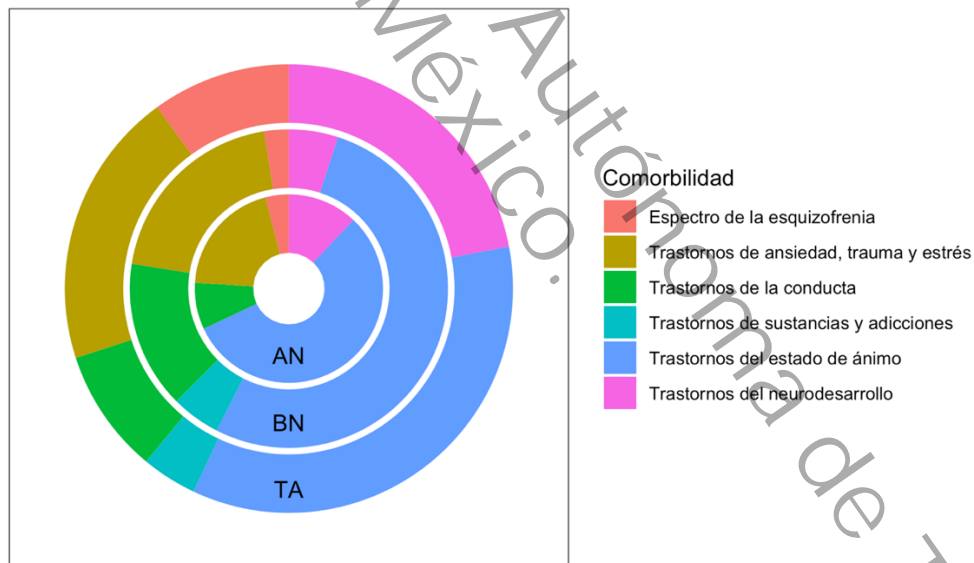 Autónoma de
México.
Comorbilidad
Espectro de la esquizofrenia
Trastornos de ansiedad, trauma y estrés
Trastornos de la conducta
Trastornos de sustancias y adicciones
Trastornos del estado de ánimo
Trastornos del neurodesarrollo
AN
BN
TA